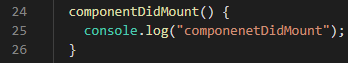 24 componentDidMount() {
25 console.log("componenetDidMount");
26 }